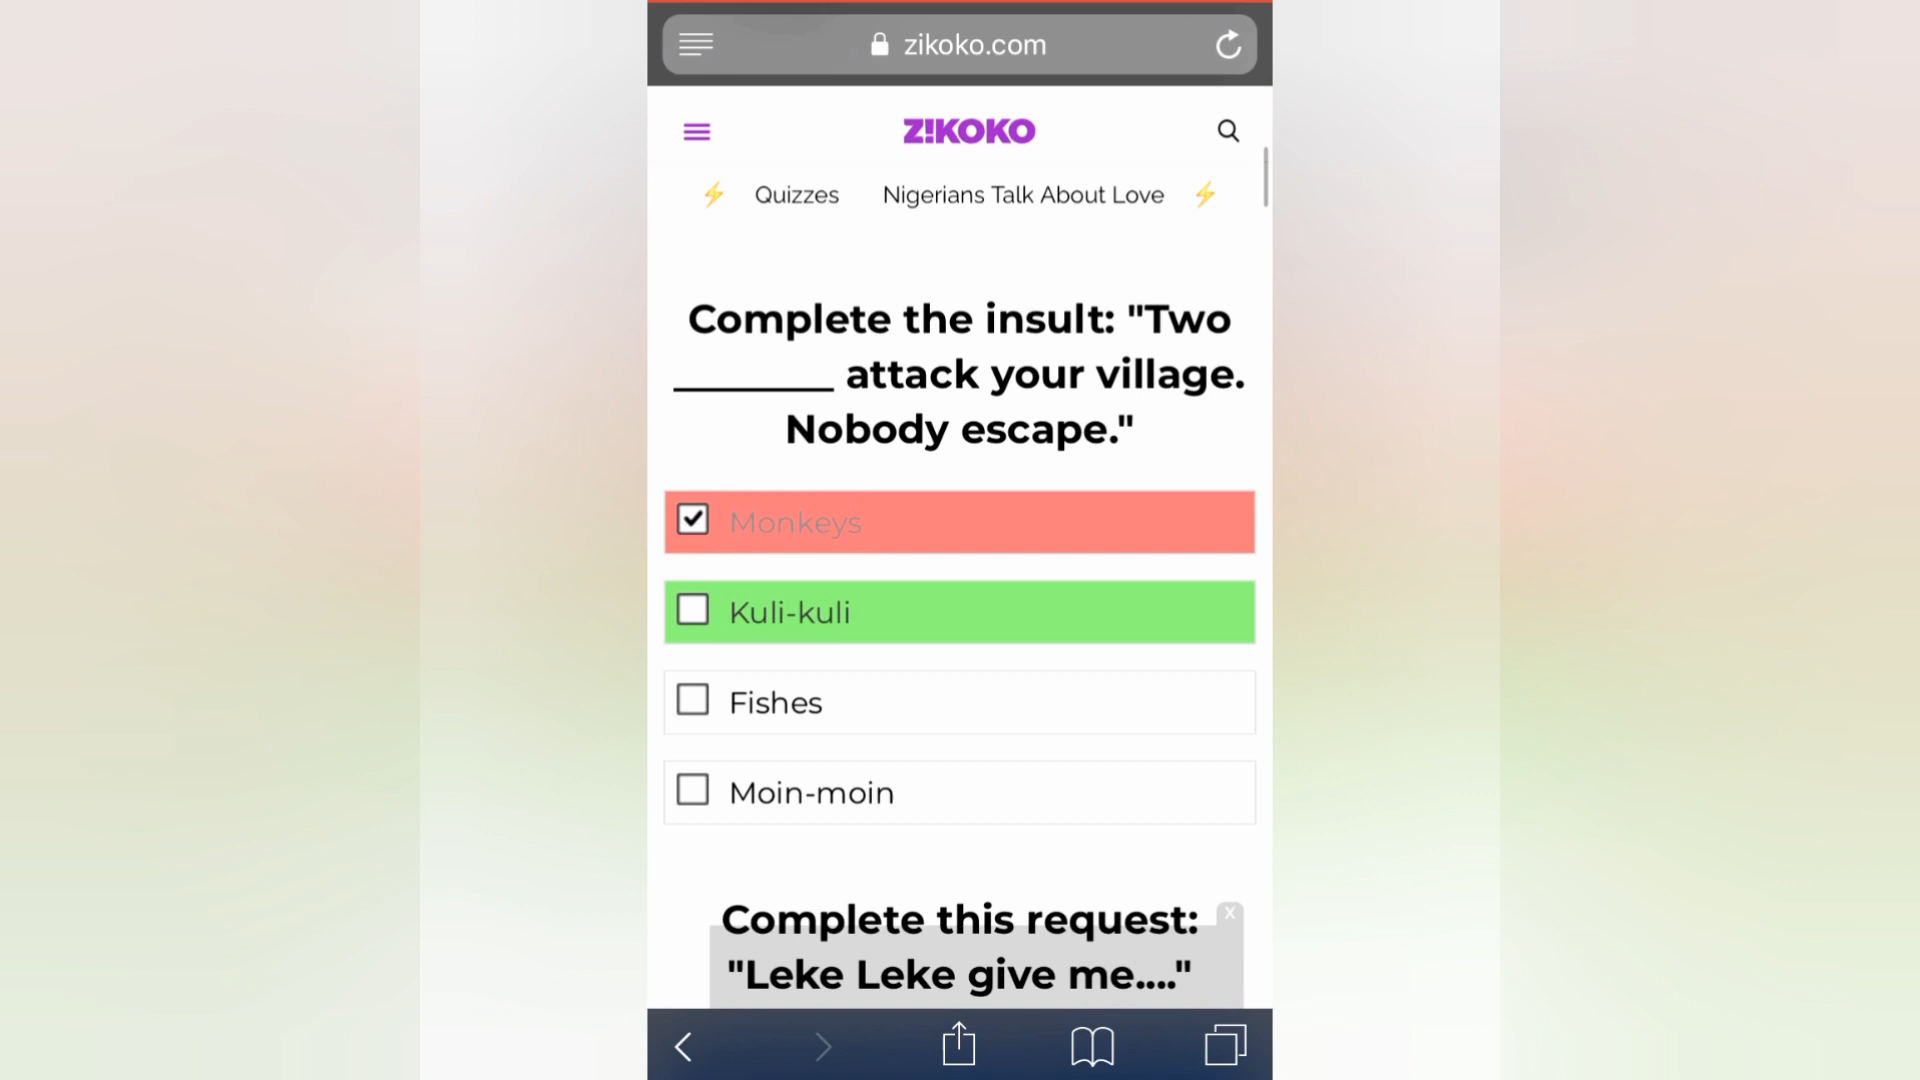 zikoko.com
Z!KOKO
Quizzes Nigerians Talk About Love
Complete the insult: "Two
________ attack your village.
Nobody escape."
Monkeys
Kuli-kuli
Fishes
Moin-moin
Complete this request:
X
"Leke Leke give me...."